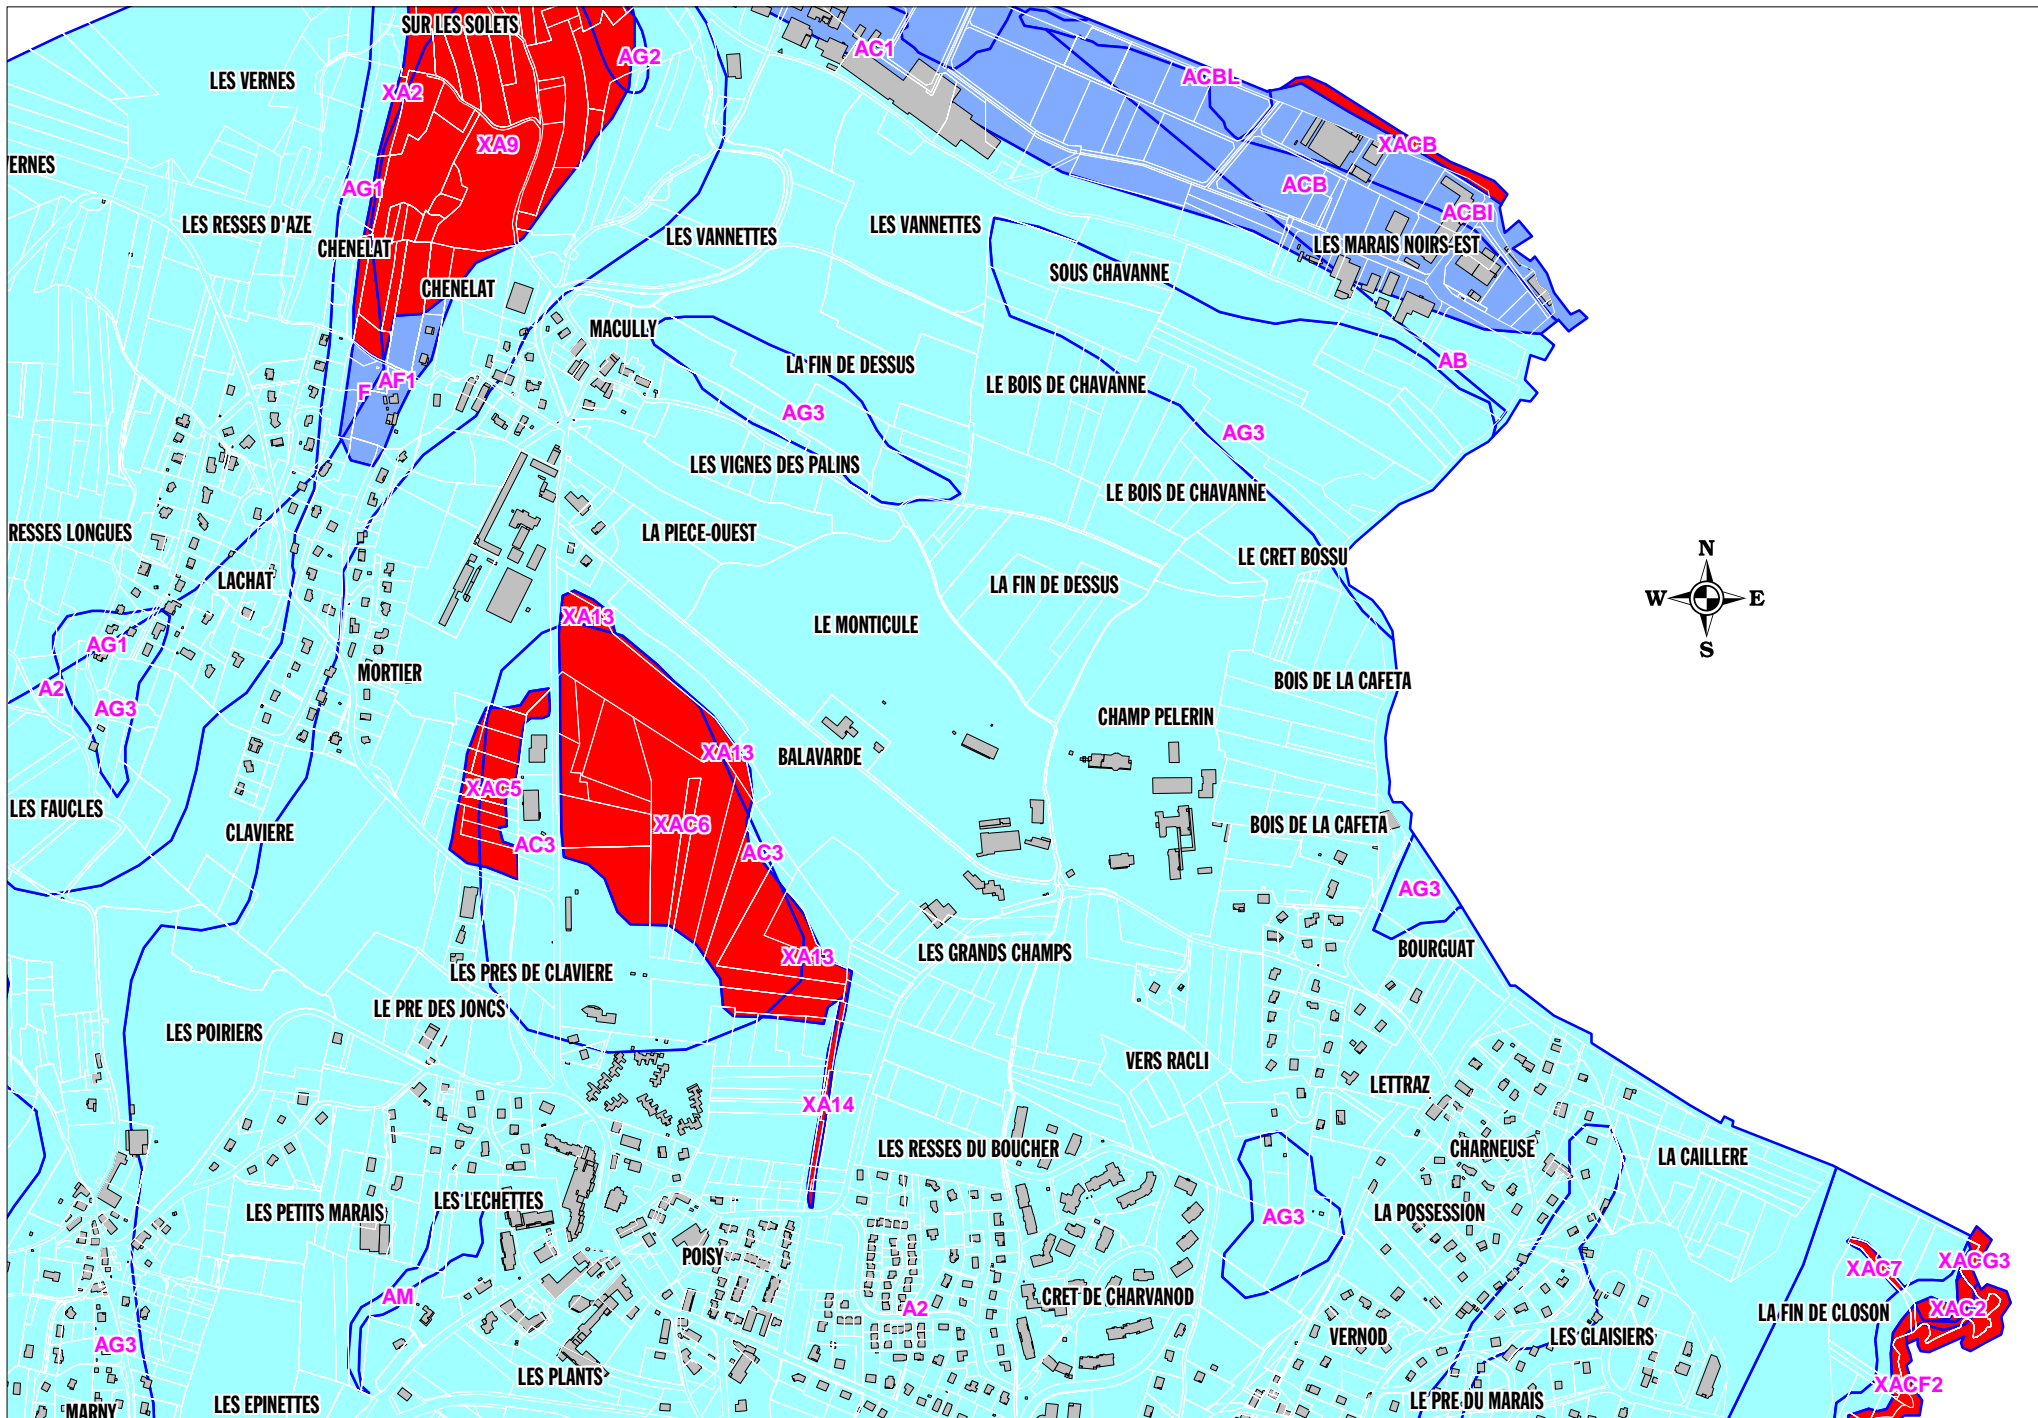 SUR LES SOLETS
AC1
AG2
LES VERNES
ACBL
XA2
XA9
XACB
VERNES
AG1
ACB
ACBI
LES RESSES D'AZE
LES VANNETTES
LES VANNETTES
CHENELAT
LES MARAIS NOIRS-EST
SOUS CHAVANNE
CHENELAT
MACULLY
LA FIN DE DESSUS
AB
AF1
F
LE BOIS DE CHAVANNE
AG3
AG3
LES VIGNES DES PALINS
LE BOIS DE CHAVANNE
RESSES LONGUES
LA PIECE-OUEST
LE CRET BOSSU
LACHAT
LA FIN DE DESSUS
N
W
E
S
XA13
LE MONTICULE
AG1
MORTIER
BOIS DE LA CAFETA
A2
AG3
CHAMP PELERIN
XA13
BALAVARDE
XAC5
LES FAUCLES
CLAVIERE
XAC6
BOIS DE LA CAFETA
AC3
AC3
AG3
BOURGUAT
XA13
LES GRANDS CHAMPS
LES PRES DE CLAVIERE
LE PRE DES JONCS
LES POIRIERS
VERS RACLI
LETTRAZ
XA14
LES RESSES DU BOUCHER
CHARNEUSE
LA CAILLERE
LES LECHETTES
LES PETITS MARAIS
AG3
LA POSSESSION
POISY
XACG3
XAC7
AM
CRET DE CHARVANOD
A2
XAC2
LA FIN DE CLOSON
VERNOD
LES GLAISIERS
AG3
LES PLANTS
XACF2
LES EPINETTES
LE PRE DU MARAIS
MARNY